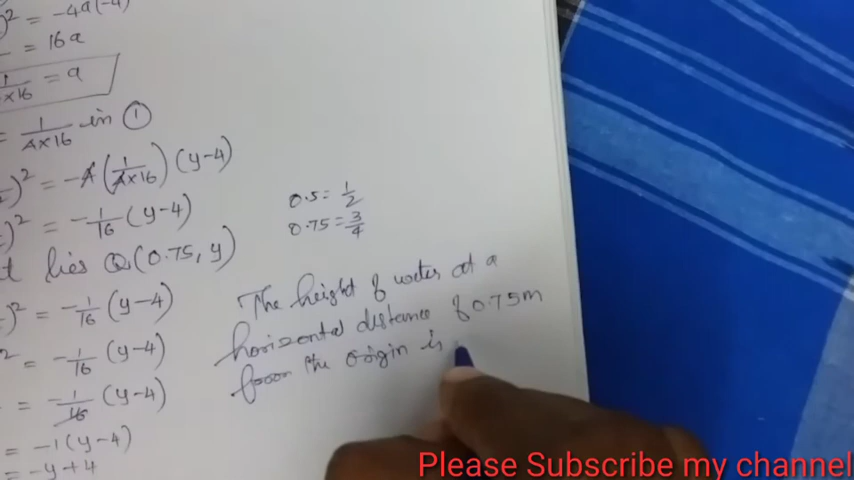 )² = -4a(-4)
= 16a
1/(4×16) = a
= 1/(4×16) in ①
)² = -4(1/(4×16))(y-4)
)² = -1/16 (y-4)
0.5 = 1/2
0.75 = 3/4
lies Q(0.75, y)
)² = -1/16 (y-4)
² = -1/16 (y-4)
= -1/16 (y-4)
= -1(y-4)
= -y+4
The height of water at a
horizontal distance of 0.75m
from the origin is
Please Subscribe my channel